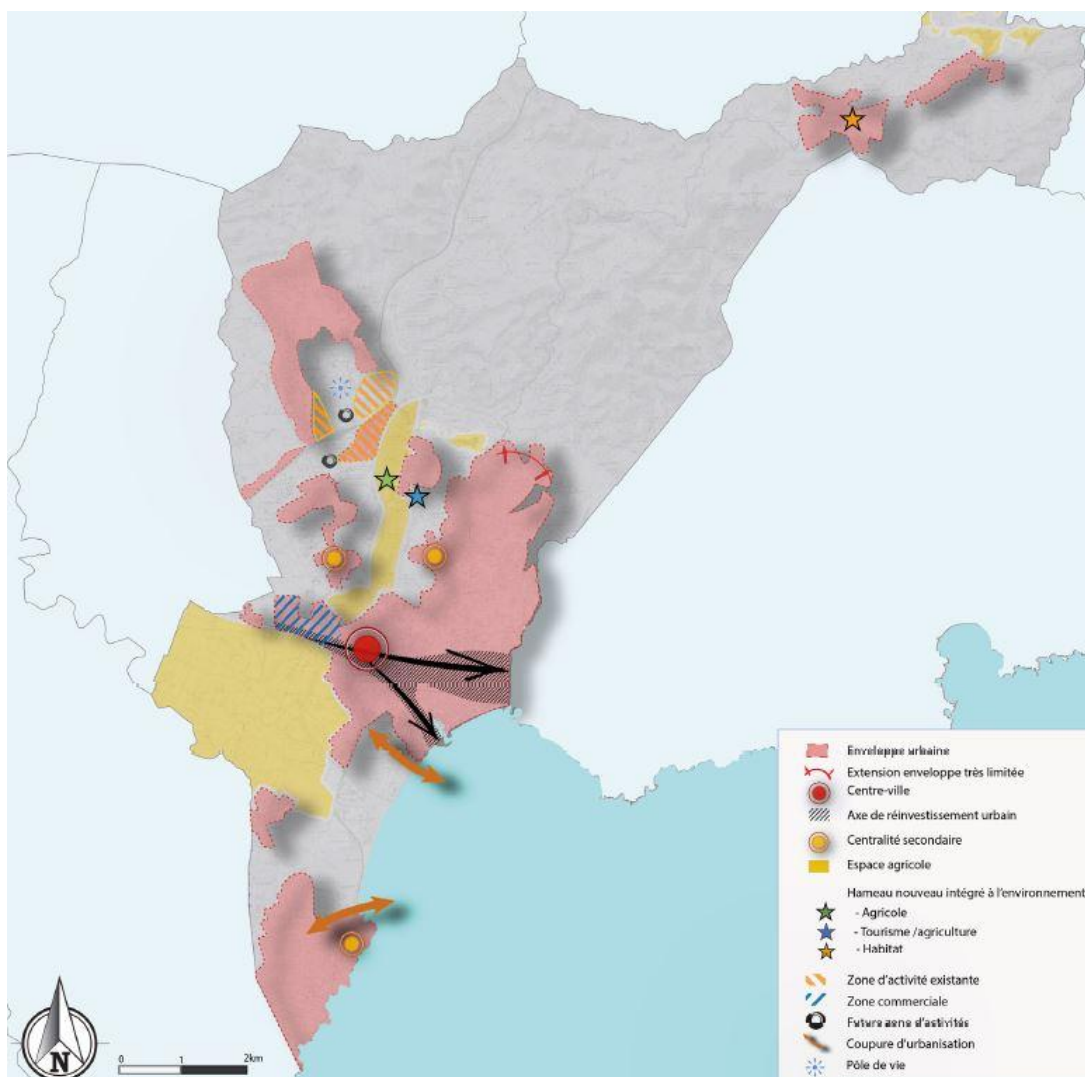 Enveloppe urbaine
Extension enveloppe très limitée
Centre-ville
Axe de réinvestissement urbain
Centralité secondaire
Espace agricole
Hameau nouveau intégré à l'environnement
- Agricole
- Tourisme /agriculture
- Habitat
Zone d'activité existante
Zone commerciale
Future zone d'activités
Coupure d'urbanisation
Pôle de vie
N
0 1 2km